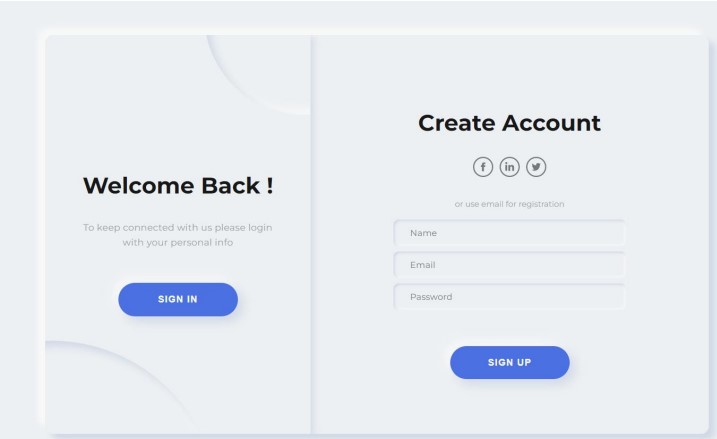 Welcome Back !
To keep connected with us please login
with your personal info
SIGN IN
Create Account
f in
or use email for registration
Name
Email
Password
SIGN UP